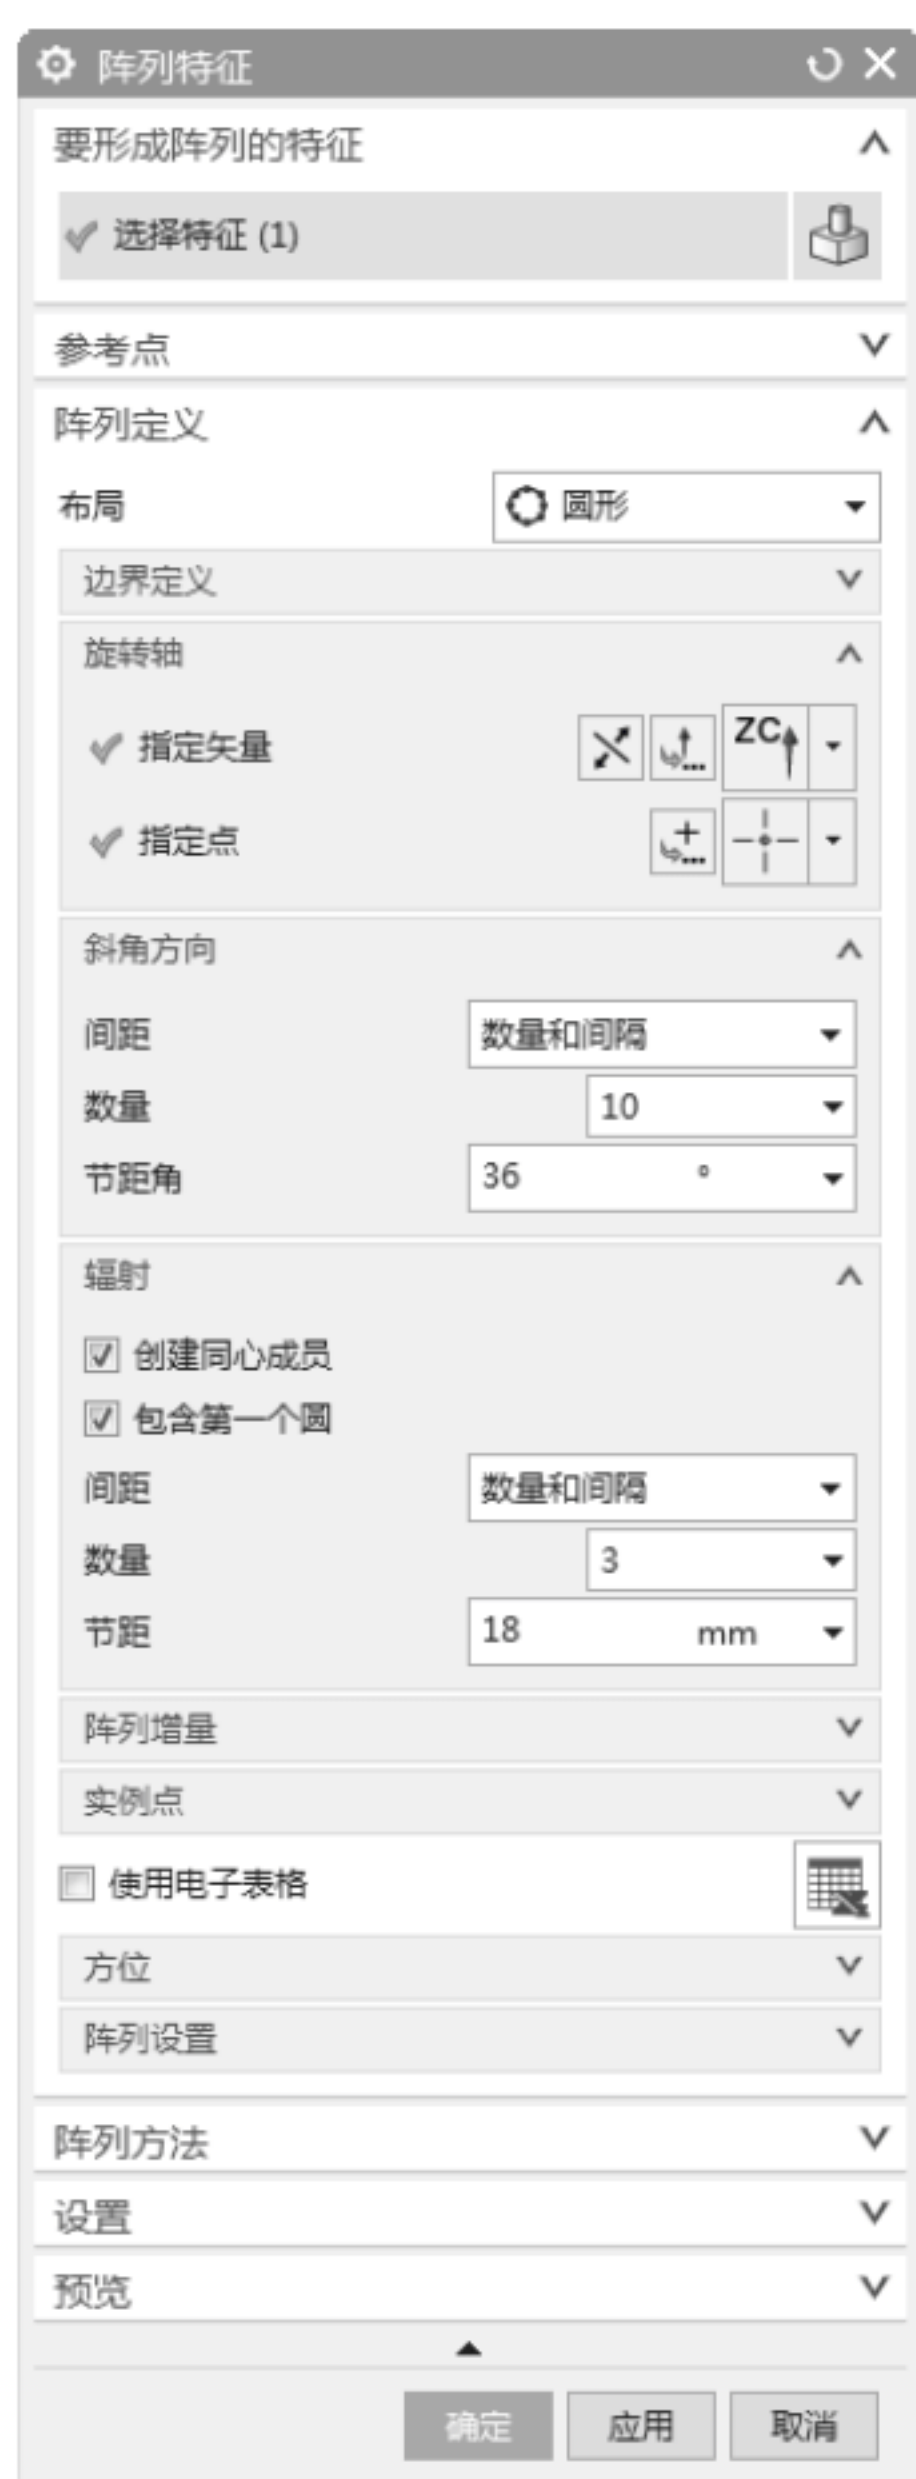 阵列特征
要形成阵列的特征
选择特征 (1)
参考点
阵列定义
布局 圆形
边界定义
旋转轴
指定矢量 ZC
指定点
斜角方向
间距 数量和间隔
数量 10
节距角 36 °
辐射
创建同心成员
包含第一个圆
间距 数量和间隔
数量 3
节距 18 mm
阵列增量
实例点
使用电子表格
方位
阵列设置
阵列方法
设置
预览
确定 应用 取消